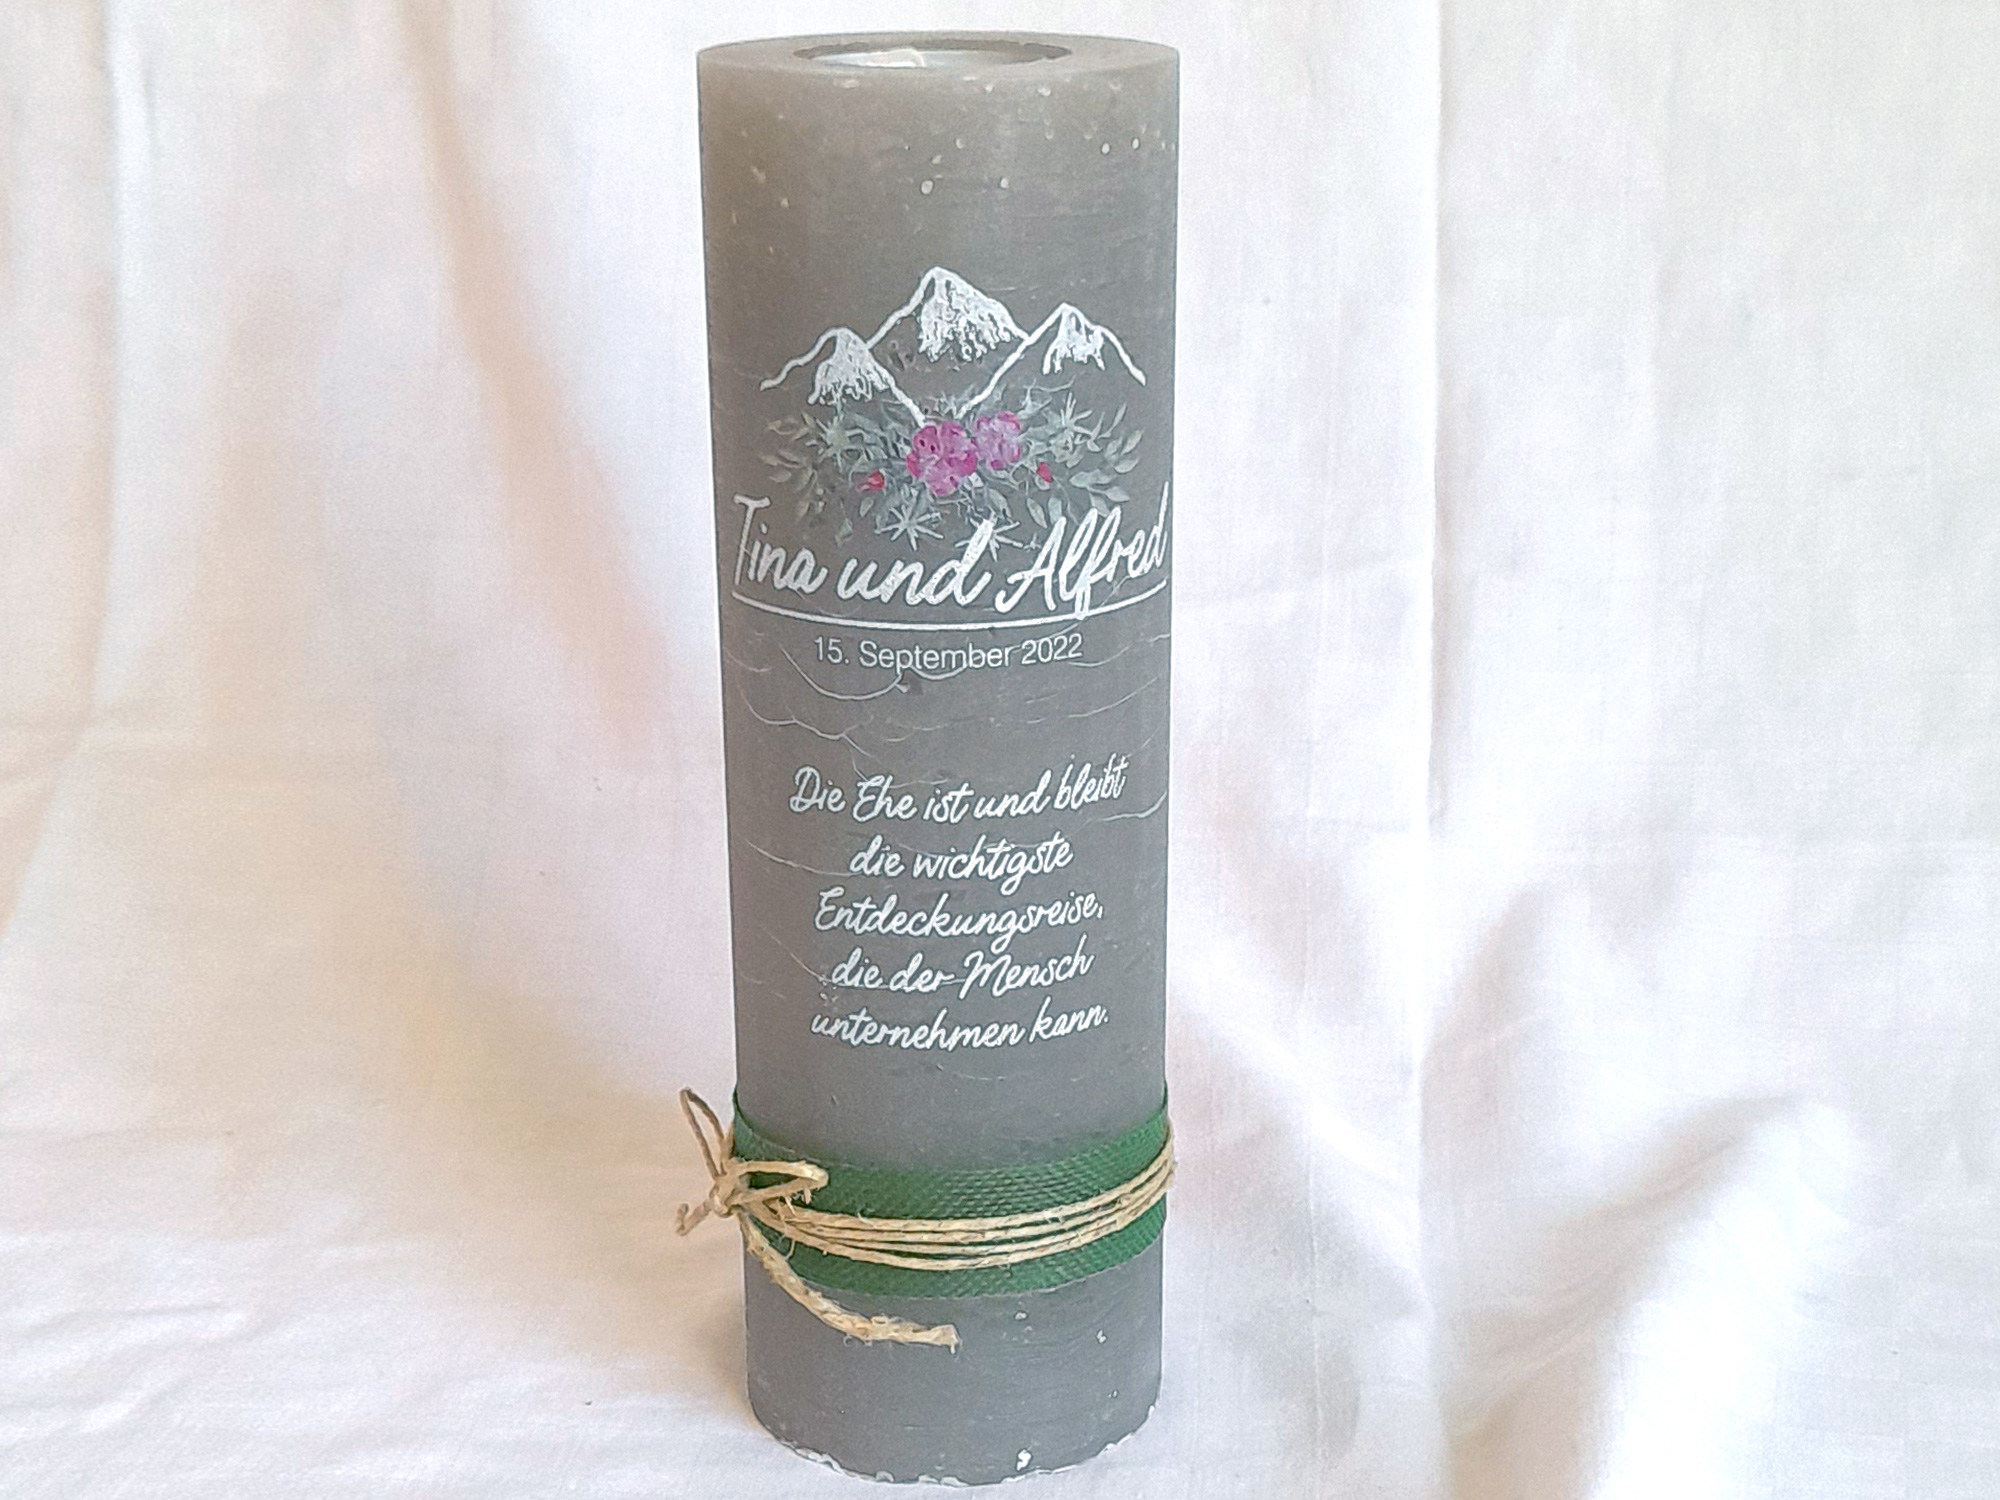 Tina und Alfred
15. September 2022
Die Ehe ist und bleibt
die wichtigste
Entdeckungsreise,
die der Mensch
unternehmen kann.